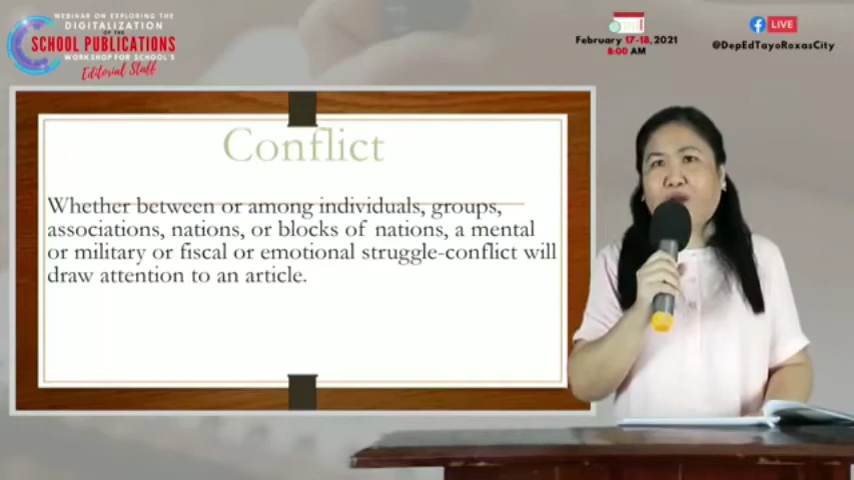 WEBINAR ON EXPLORING THE
DIGITALIZATION
OF THE
SCHOOL PUBLICATIONS
WORKSHOP FOR SCHOOL'S
Editorial Staff
February 17-18, 2021
8:00 AM
LIVE
@DepEdTayoRoxasCity
Conflict
Whether between or among individuals, groups,
associations, nations, or blocks of nations, a mental
or military or fiscal or emotional struggle-conflict will
draw attention to an article.